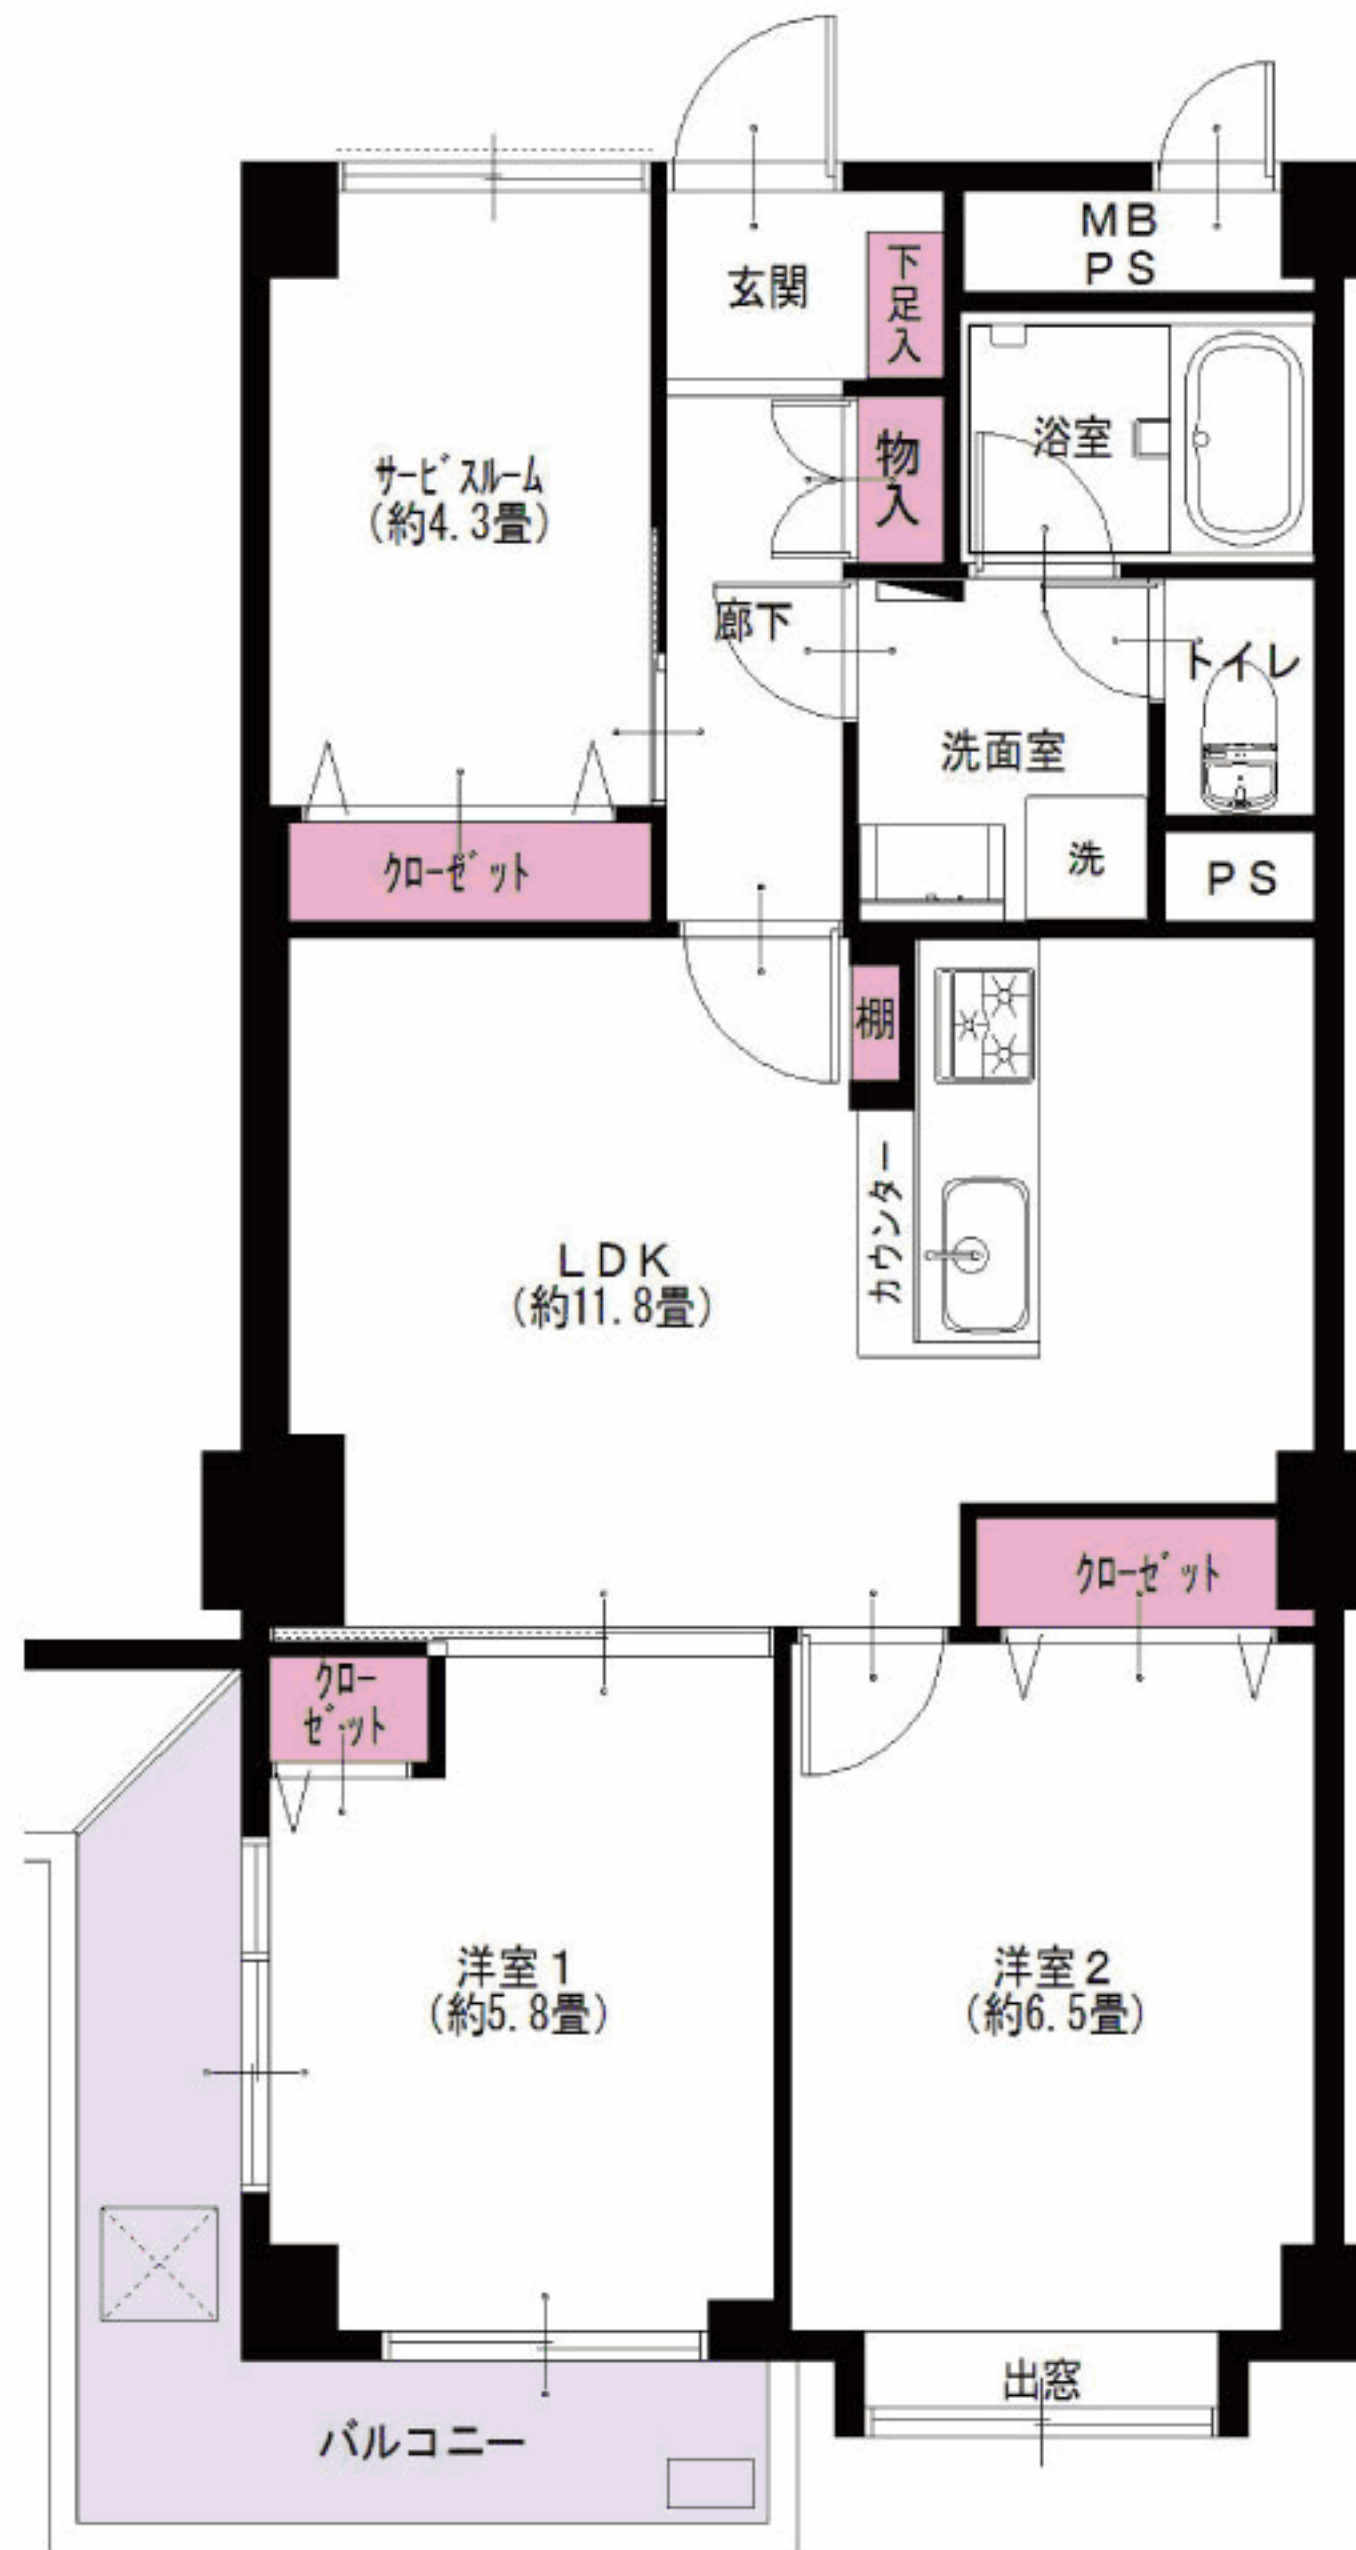 MB
PS
玄関
下足入
浴室
物入
ｻｰﾋﾞｽﾙｰﾑ
(約4.3畳)
廊下
トイレ
洗面室
洗
PS
ｸﾛｰｾﾞｯﾄ
棚
カウンター
LDK
(約11.8畳)
ｸﾛｰｾﾞｯﾄ
ｸﾛｰ
ｾﾞｯﾄ
洋室1
(約5.8畳)
洋室2
(約6.5畳)
出窓
バルコニー